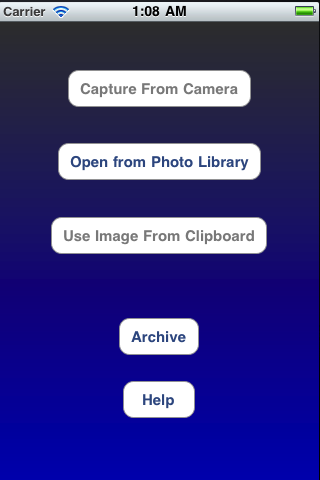 Carrier 1:08 AM
Capture From Camera
Open from Photo Library
Use Image From Clipboard
Archive
Help